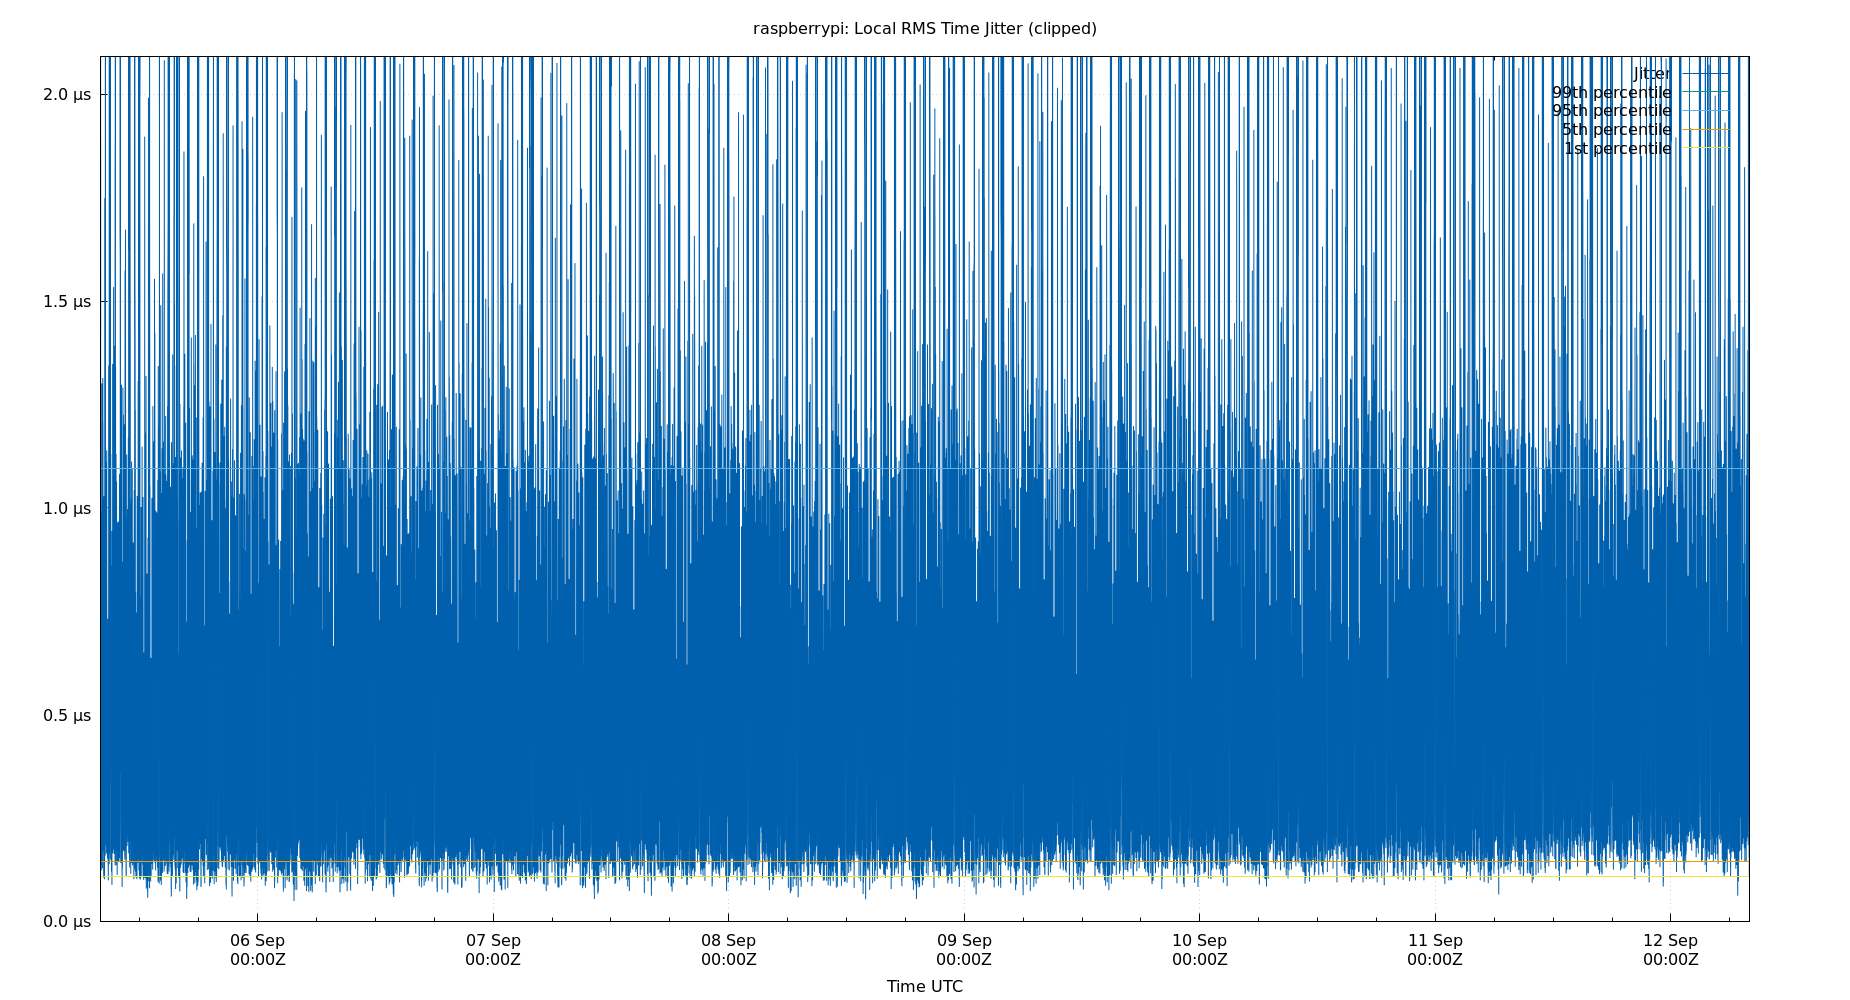 raspberrypi: Local RMS Time Jitter (clipped)
Jitter
99th percentile
95th percentile
5th percentile
1st percentile
2.0 μs
1.5 μs
1.0 μs
0.5 μs
0.0 μs
06 Sep 07 Sep 08 Sep 09 Sep 10 Sep 11 Sep 12 Sep
00:00Z 00:00Z 00:00Z 00:00Z 00:00Z 00:00Z 00:00Z
Time UTC